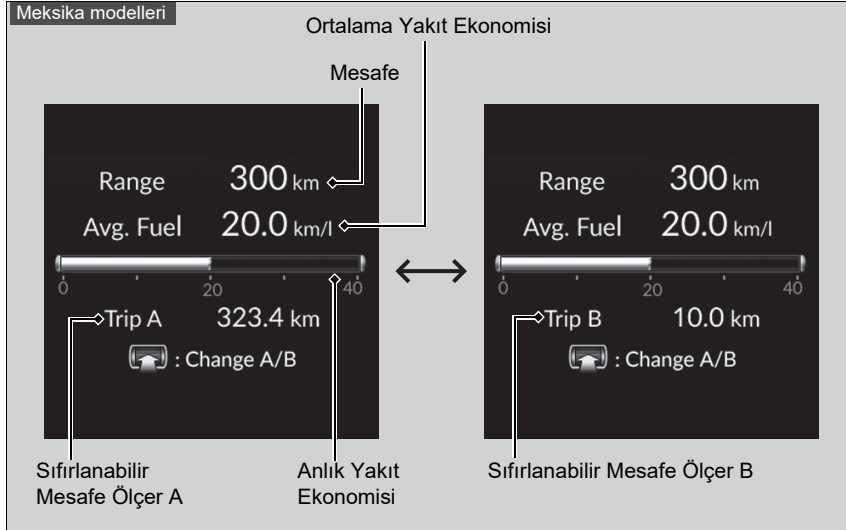 Meksika modelleri
Ortalama Yakıt Ekonomisi
Mesafe
Range 300 km
Avg. Fuel 20.0 km/l
0 20 40
Trip A 323.4 km
: Change A/B
Sıfırlanabilir
Mesafe Ölçer A
Anlık Yakıt
Ekonomisi
Range 300 km
Avg. Fuel 20.0 km/l
0 20 40
Trip B 10.0 km
: Change A/B
Sıfırlanabilir Mesafe Ölçer B